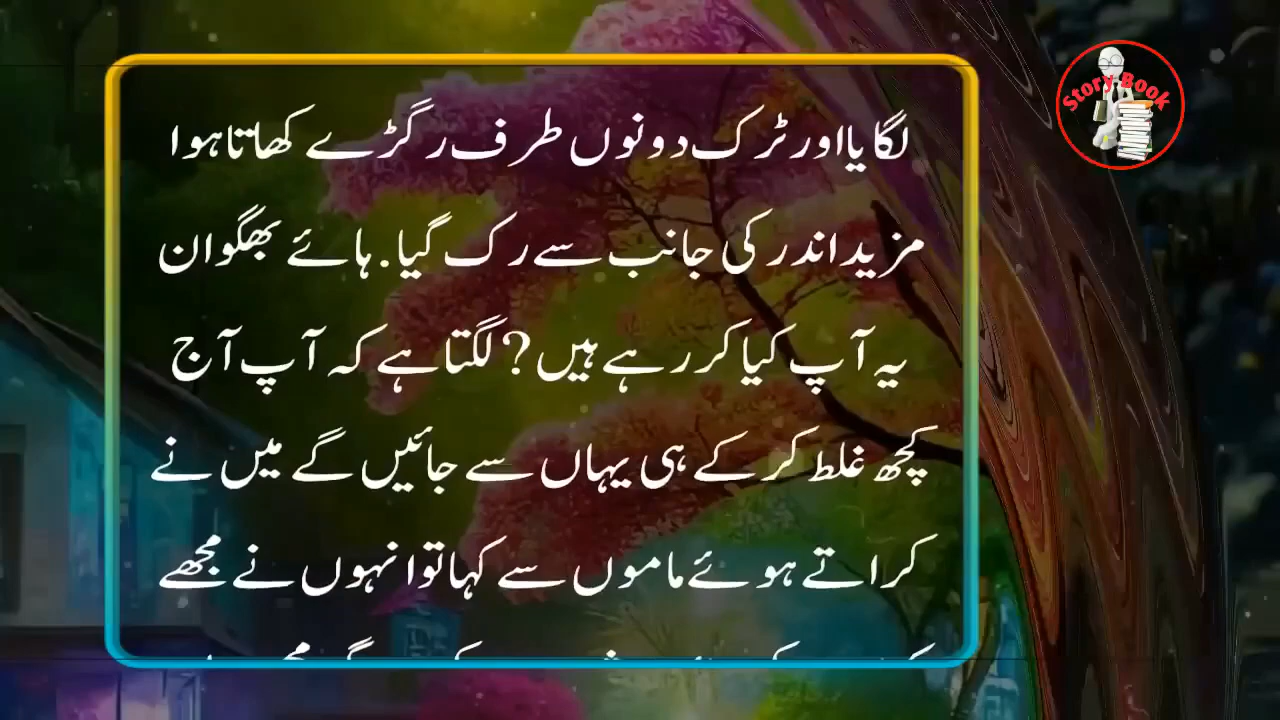 لگایا اور ٹرک دونوں طرف رگڑے کھاتا ہوا
مزید اندر کی جانب سے رک گیا. ہائے بھگوان
یہ آپ کیا کر رہے ہیں? لگتا ہے کہ آپ آج
کچھ غلط کر کے ہی یہاں سے جائیں گے میں نے
کراتے ہوئے ماموں سے کہا تو انہوں نے مجھے
Story Book